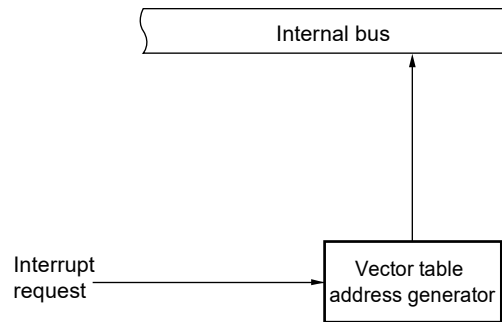 Internal bus
Interrupt
request
Vector table
address generator